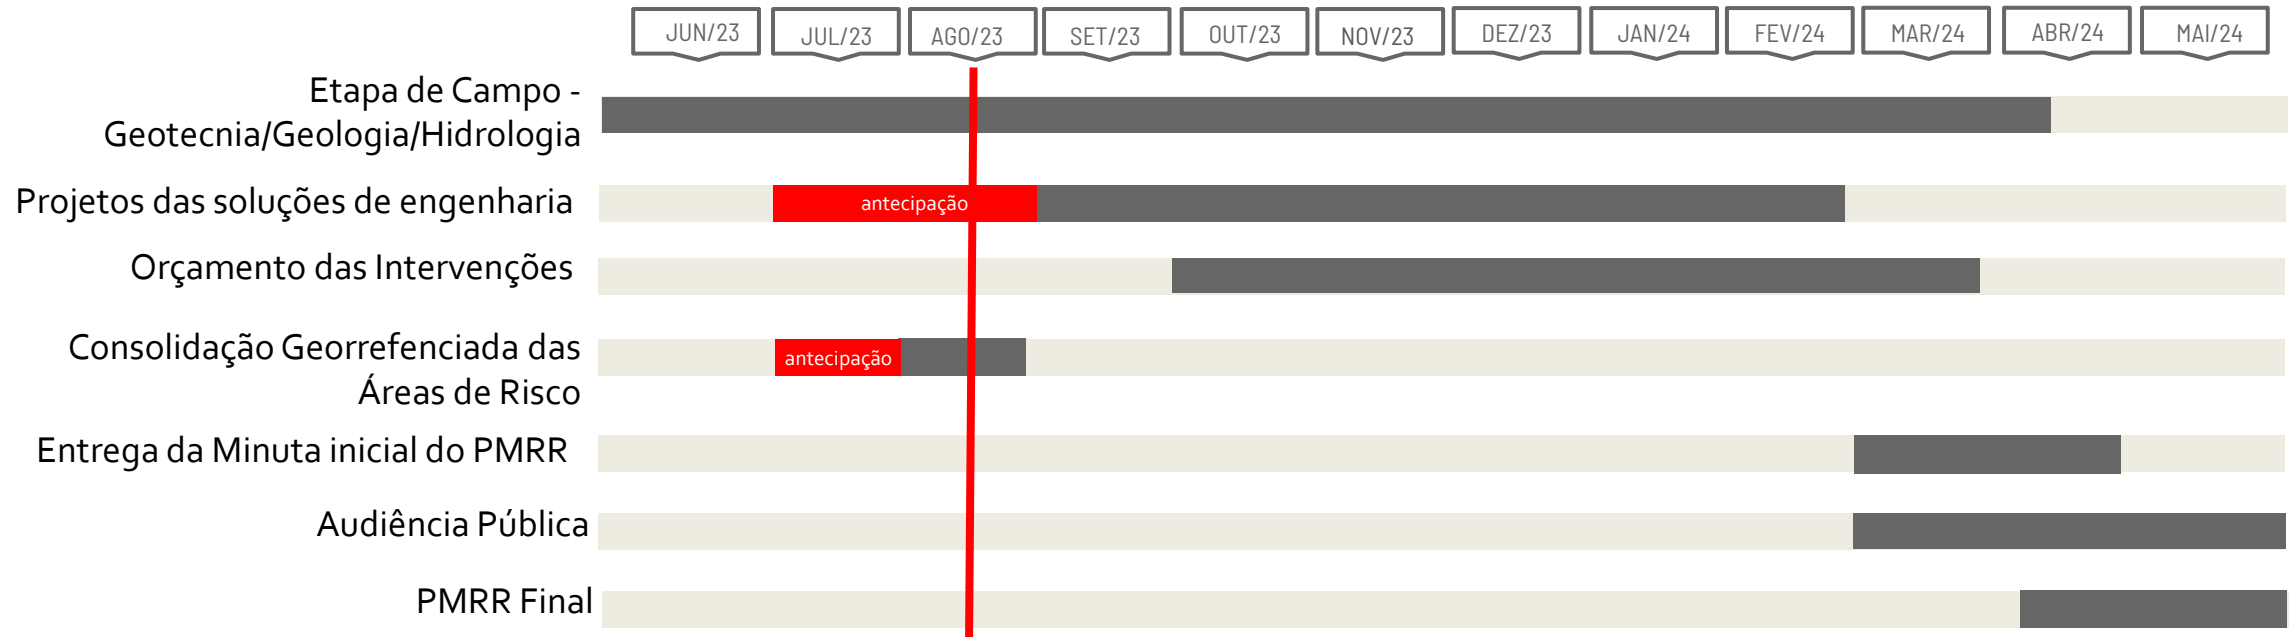 JUN/23
JUL/23
AGO/23
SET/23
OUT/23
NOV/23
DEZ/23
JAN/24
FEV/24
MAR/24
ABR/24
MAI/24
Etapa de Campo -
Geotecnia/Geologia/Hidrologia
Projetos das soluções de engenharia
antecipação
Orçamento das Intervenções
Consolidação Georrefenciada das
Áreas de Risco
antecipação
Entrega da Minuta inicial do PMRR
Audiência Pública
PMRR Final